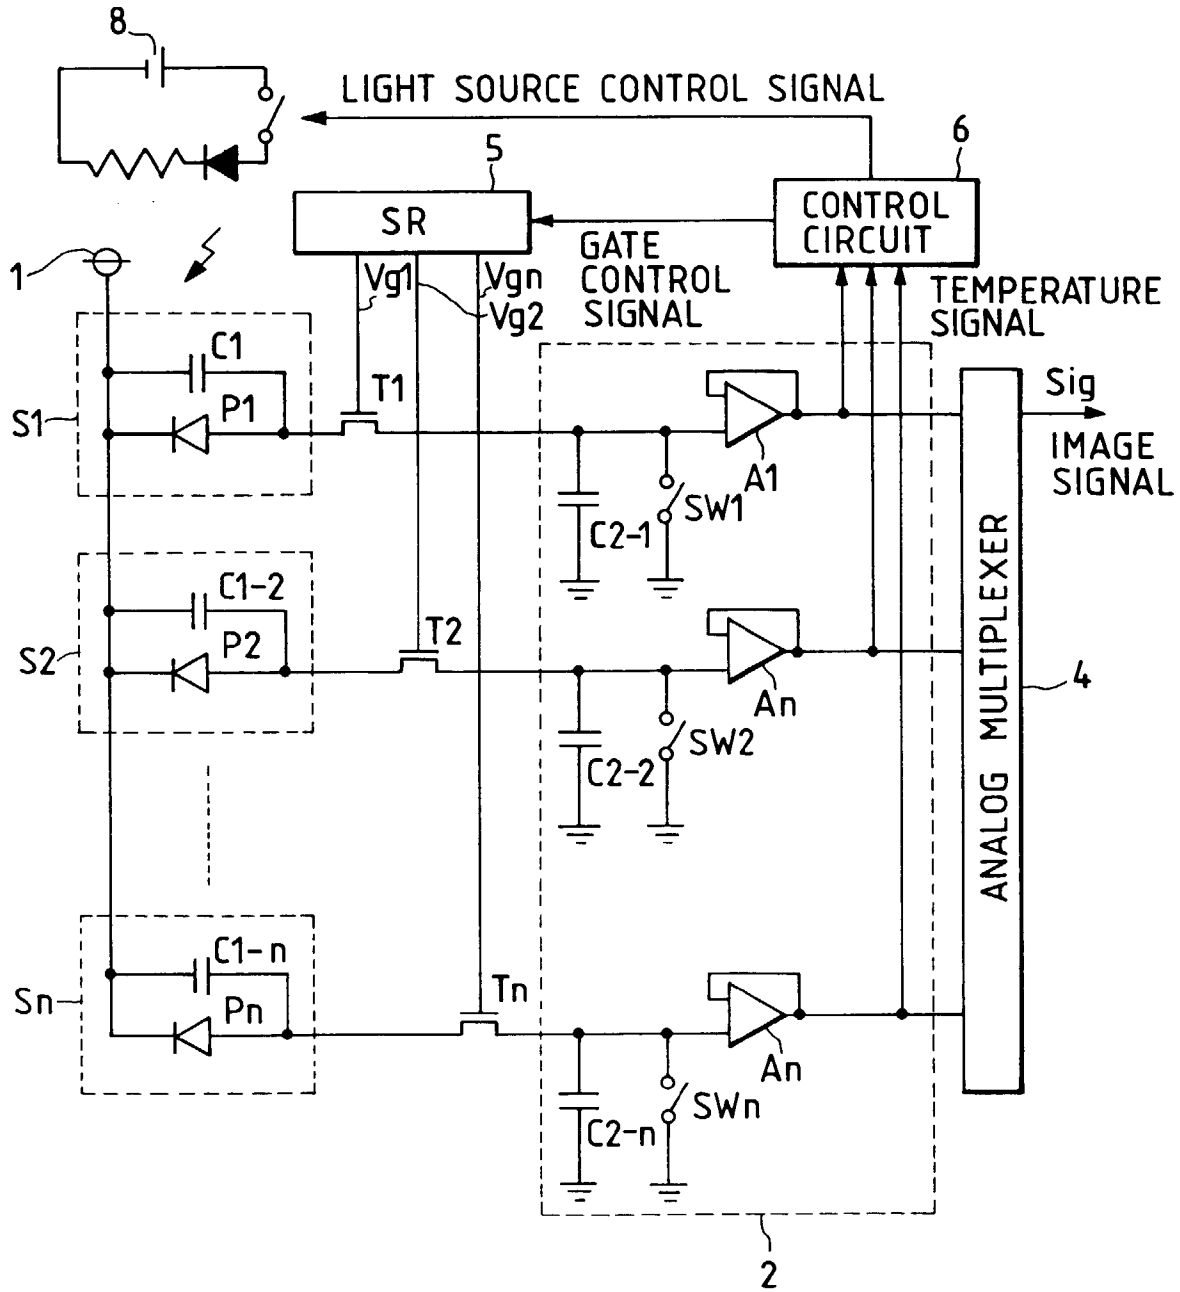 8
LIGHT SOURCE CONTROL SIGNAL
5
6
SR
CONTROL
CIRCUIT
1
Vg1
Vgn
Vg2
GATE
CONTROL
SIGNAL
TEMPERATURE
SIGNAL
C1
P1
S1
T1
A1
SW1
C2-1
Sig
IMAGE
SIGNAL
C1-2
P2
S2
T2
An
SW2
C2-2
ANALOG MULTIPLEXER
4
C1-n
Pn
Sn
Tn
An
SWn
C2-n
2